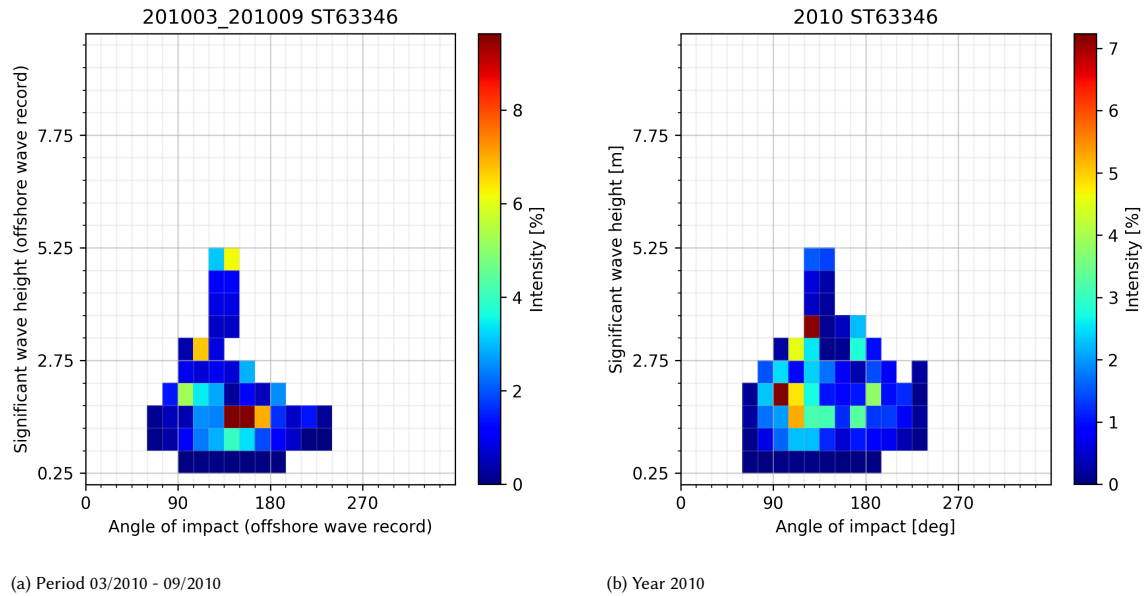 201003_201009 ST63346
Significant wave height (offshore wave record)
7.75
5.25
2.75
0.25
0
90
180
270
Angle of impact (offshore wave record)
8
6
4
2
0
Intensity [%]
(a) Period 03/2010 - 09/2010
2010 ST63346
Significant wave height [m]
7.75
5.25
2.75
0.25
0
90
180
270
Angle of impact [deg]
7
6
5
4
3
2
1
0
Intensity [%]
(b) Year 2010